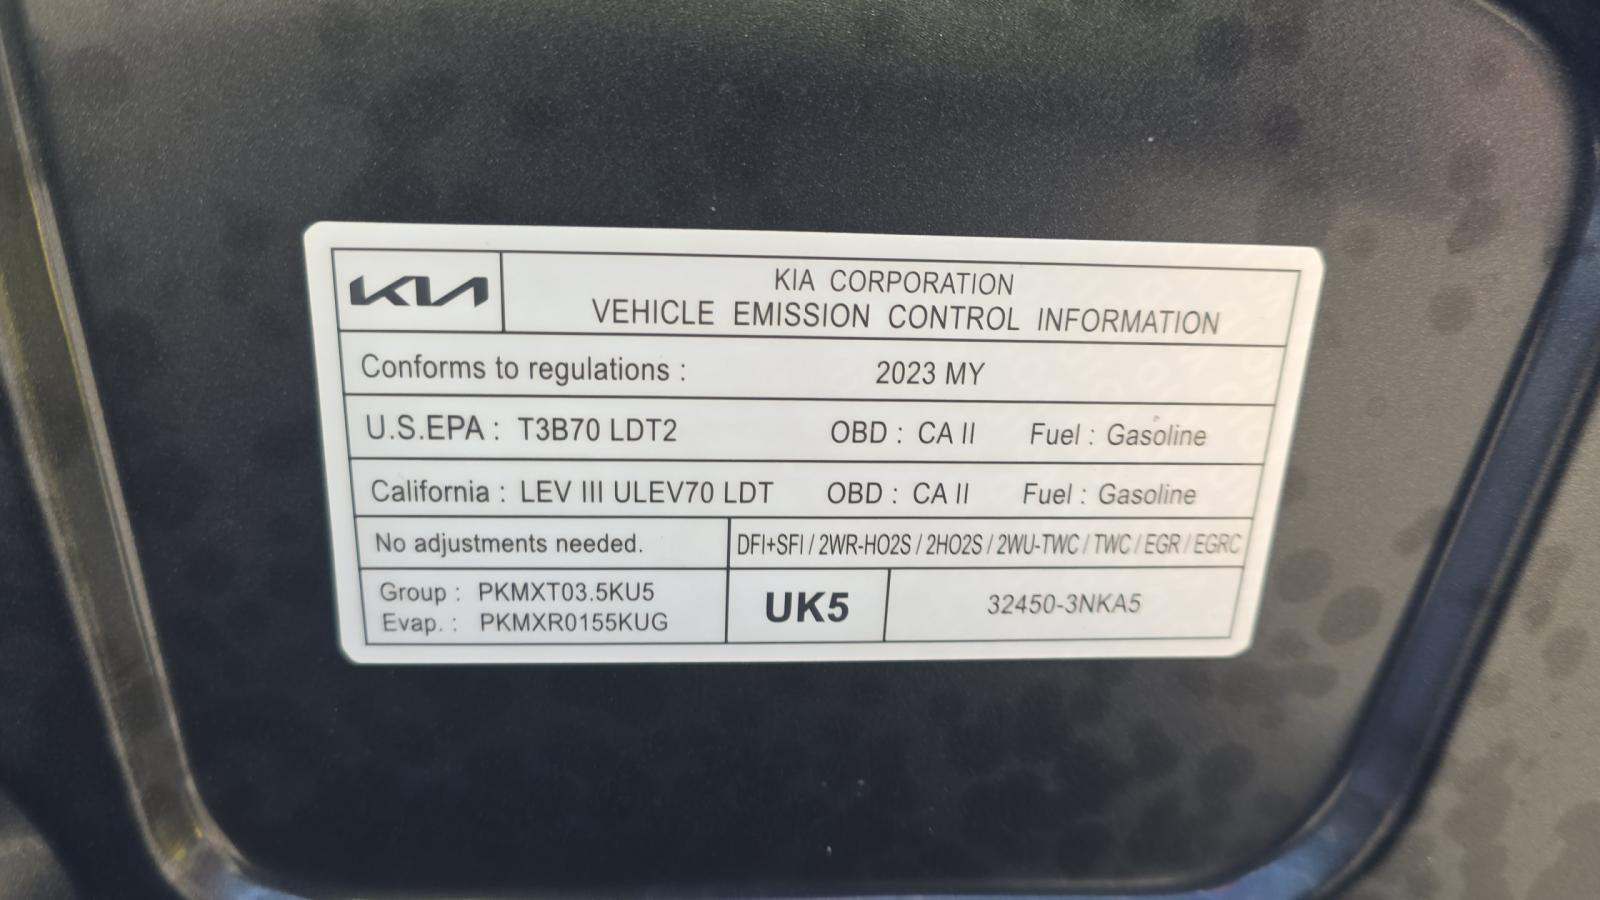 KIA KIA CORPORATION
VEHICLE EMISSION CONTROL INFORMATION
Conforms to regulations : 2023 MY
U.S.EPA : T3B70 LDT2 OBD : CA II Fuel : Gasoline
California : LEV III ULEV70 LDT OBD : CA II Fuel : Gasoline
No adjustments needed. DFI+SFI / 2WR-HO2S / 2HO2S / 2WU-TWC / TWC / EGR / EGRC
Group : PKMXT03.5KU5
Evap. : PKMXR0155KUG
UK5 32450-3NKA5